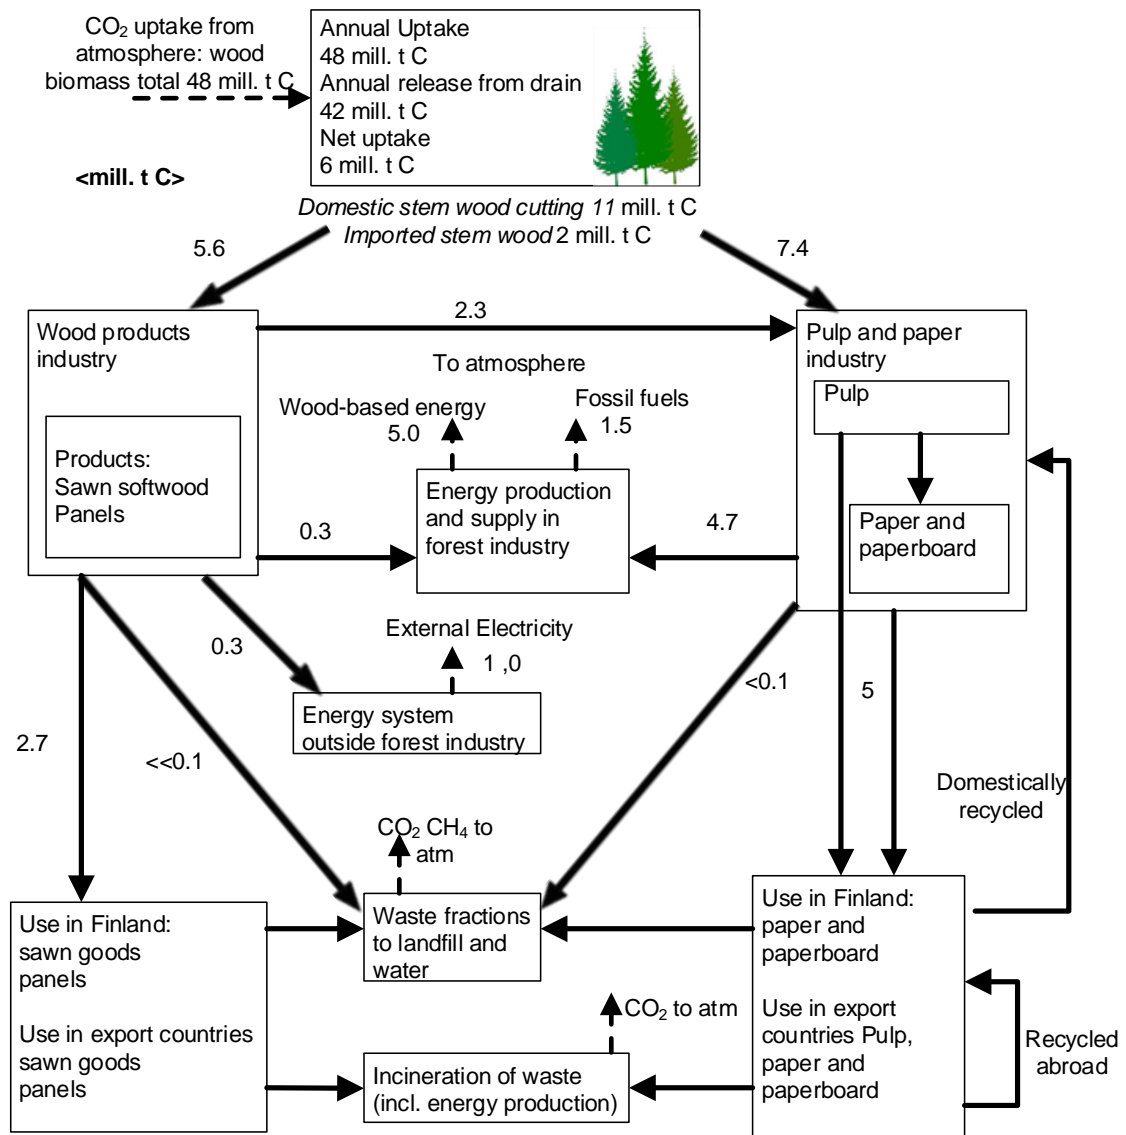 CO₂ uptake from
atmosphere: wood
biomass total 48 mill. t C
Annual Uptake
48 mill. t C
Annual release from drain
42 mill. t C
Net uptake
6 mill. t C
<mill. t C>
Domestic stem wood cutting 11 mill. t C
Imported stem wood 2 mill. t C
5.6
7.4
Wood products
industry
2.3
Pulp and paper
industry
To atmosphere
Pulp
Wood-based energy
5.0
Fossil fuels
1.5
Products:
Sawn softwood
Panels
Energy production
and supply in
forest industry
Paper and
paperboard
0.3
4.7
0.3
External Electricity
1 ,0
<0.1
5
Energy system
outside forest industry
2.7
<<0.1
Domestically
recycled
CO₂ CH₄ to
atm
Use in Finland:
sawn goods
panels
Use in export countries
sawn goods
panels
Waste fractions
to landfill and
water
Use in Finland:
paper and
paperboard
Use in export
countries Pulp,
paper and
paperboard
CO₂ to atm
Recycled
abroad
Incineration of waste
(incl. energy production)